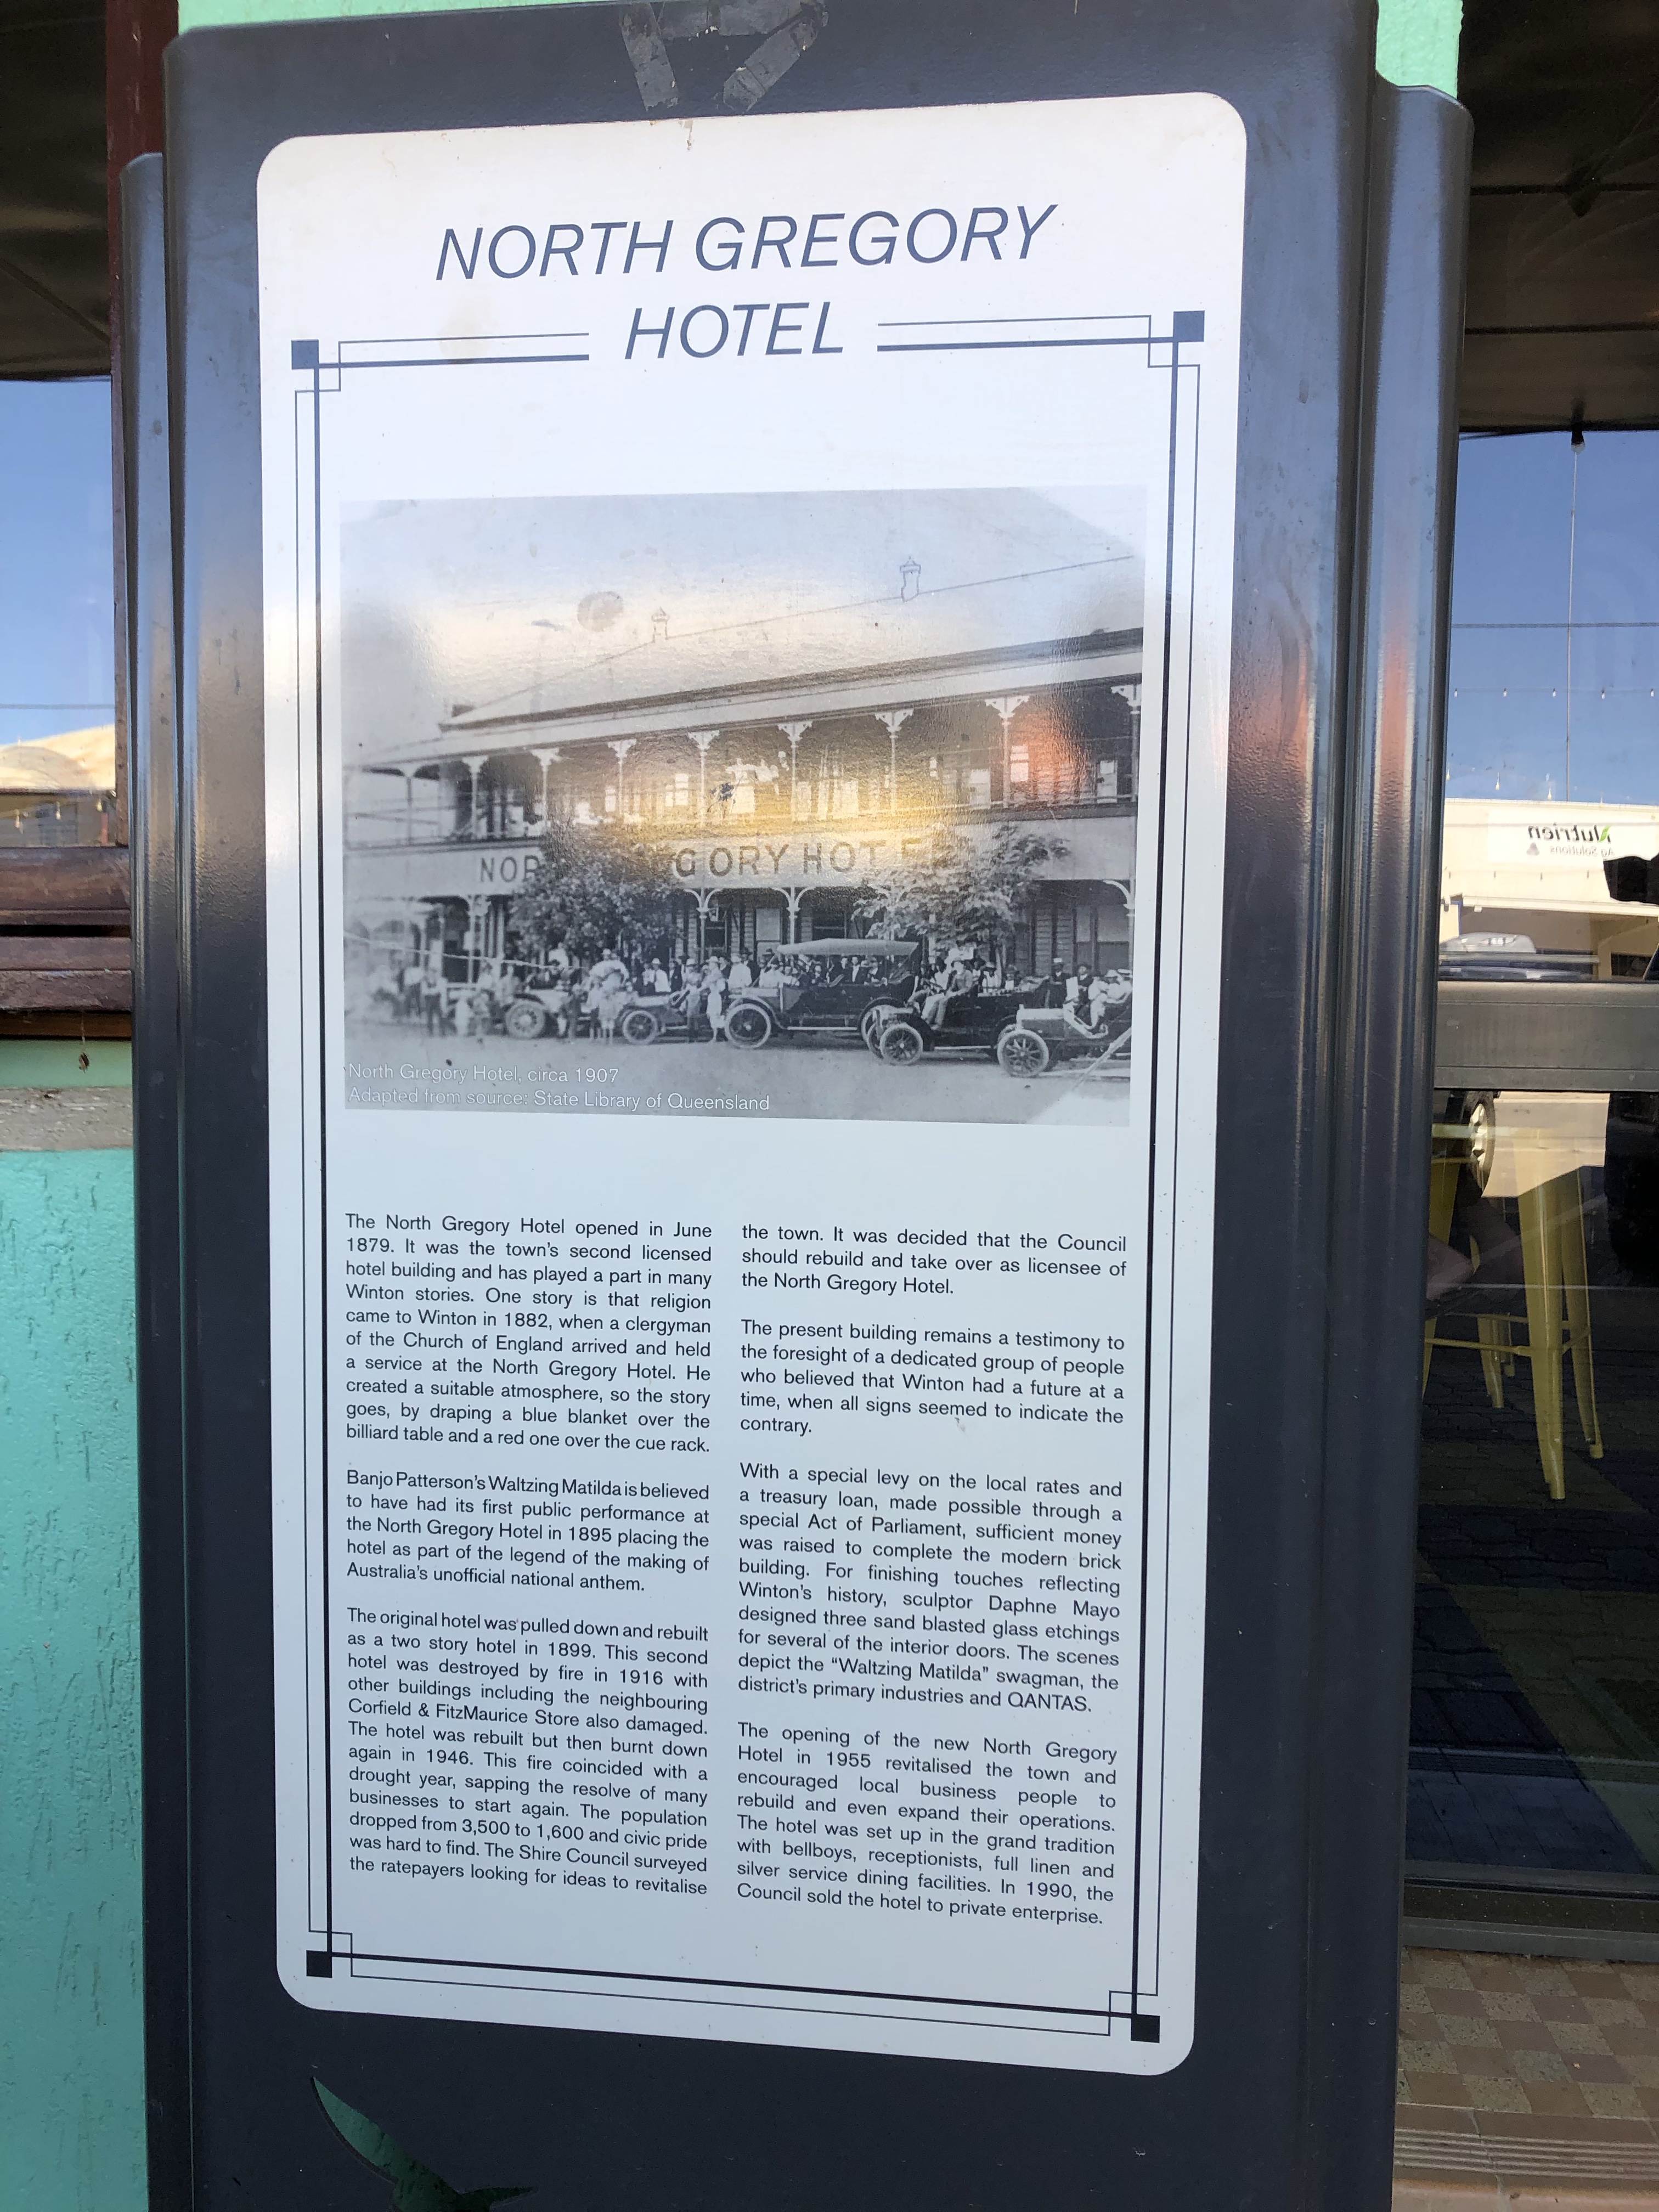 NORTH GREGORY
HOTEL
GORY HOTE
North Gregory Hotel, circa 1907
Adapted from source: State Library of Queensland
The North Gregory Hotel opened in June
1879. It was the town's second licensed
hotel building and has played a part in many
Winton stories. One story is that religion
came to Winton in 1882, when a clergyman
of the Church of England arrived and held
a service at the North Gregory Hotel. He
created a suitable atmosphere, so the story
goes, by draping a blue blanket over the
billiard table and a red one over the cue rack.
Banjo Patterson's Waltzing Matilda is believed
to have had its first public performance at
the North Gregory Hotel in 1895 placing the
hotel as part of the legend of the making of
Australia's unofficial national anthem.
The original hotel was pulled down and rebuilt
as a two story hotel in 1899. This second
hotel was destroyed by fire in 1916 with
other buildings including the neighbouring
Corfield & FitzMaurice Store also damaged.
The hotel was rebuilt but then burnt down
again in 1946. This fire coincided with a
drought year, sapping the resolve of many
businesses to start again. The population
dropped from 3,500 to 1,600 and civic pride
was hard to find. The Shire Council surveyed
the ratepayers looking for ideas to revitalise
the town. It was decided that the Council
should rebuild and take over as licensee of
the North Gregory Hotel.
The present building remains a testimony to
the foresight of a dedicated group of people
who believed that Winton had a future at a
time, when all signs seemed to indicate the
contrary.
With a special levy on the local rates and
a treasury loan, made possible through a
special Act of Parliament, sufficient money
was raised to complete the modern brick
building. For finishing touches reflecting
Winton's history, sculptor Daphne Mayo
designed three sand blasted glass etchings
for several of the interior doors. The scenes
depict the "Waltzing Matilda" swagman, the
district's primary industries and QANTAS.
The opening of the new North Gregory
Hotel in 1955 revitalised the town and
encouraged local business people to
rebuild and even expand their operations.
The hotel was set up in the grand tradition
with bellboys, receptionists, full linen and
silver service dining facilities. In 1990, the
Council sold the hotel to private enterprise.
Nutrien
Ag Solutions